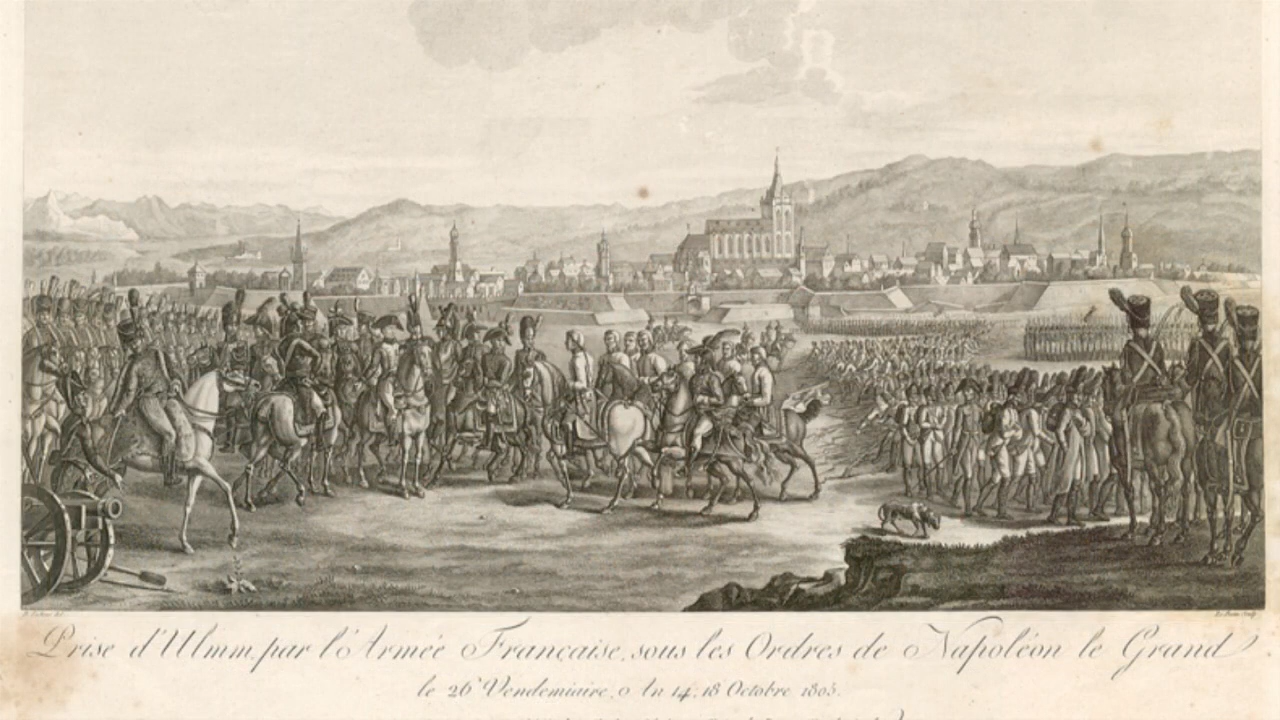 Prise d'Ulmm, par l'Armée Française, sous les Ordres de Napoléon le Grand
le 26 Vendemiaire, o An 14, 18 Octobre 1805.